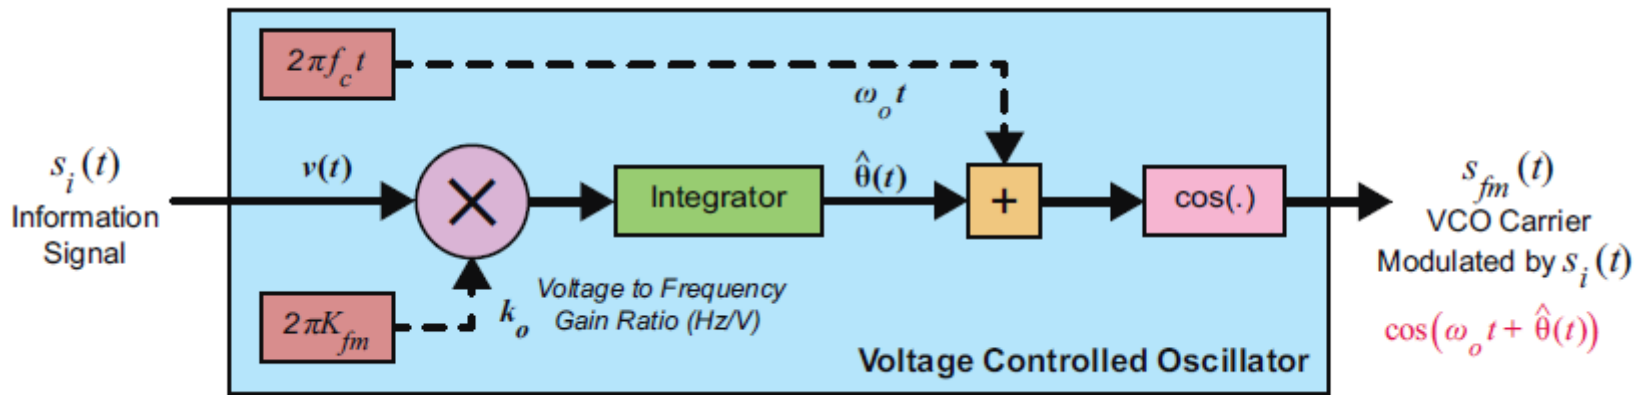 2πf_c t
ω_o t
s_i(t)
Information
Signal
v(t)
×
Integrator
θ̂(t)
+
cos(.)
s_fm(t)
VCO Carrier
Modulated by s_i(t)
cos(ω_o t + θ̂(t))
2πK_fm
k_o
Voltage to Frequency
Gain Ratio (Hz/V)
Voltage Controlled Oscillator